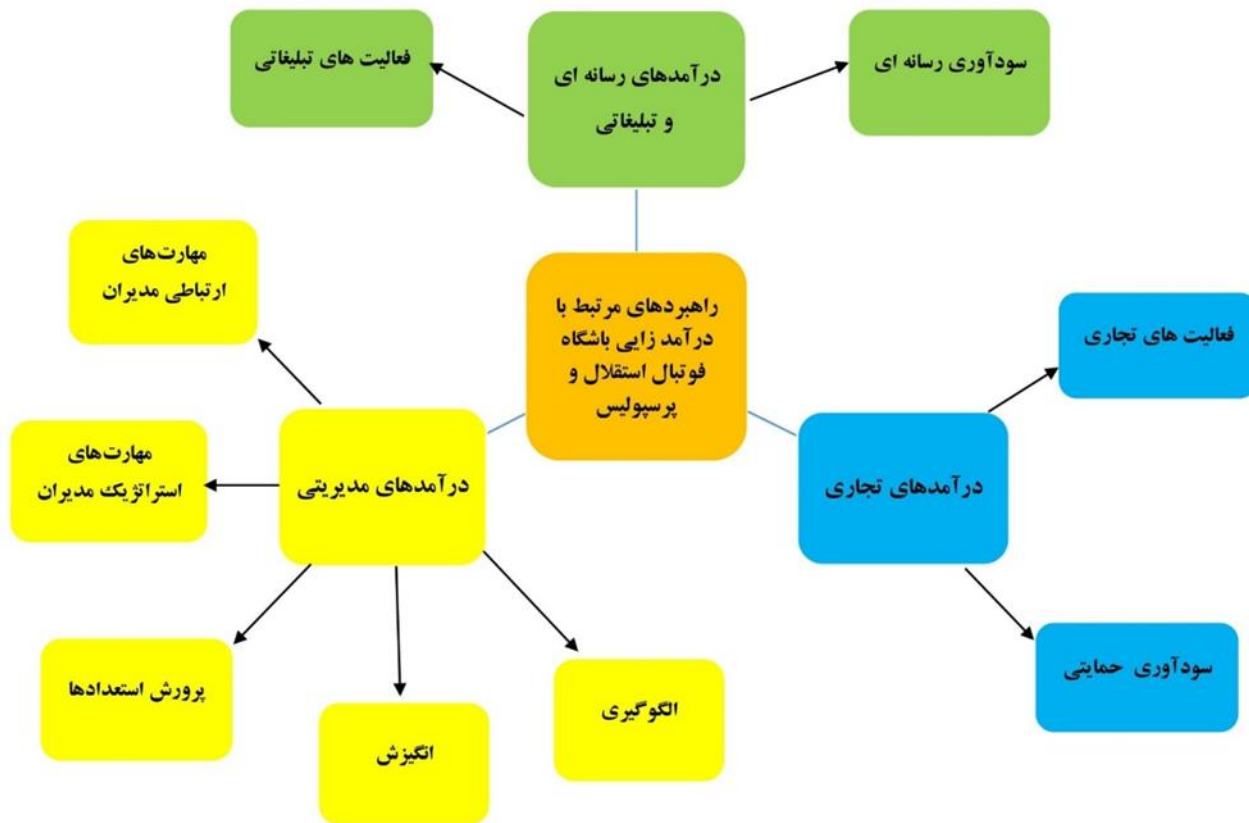 سودآوری رسانه ای
درآمدهای رسانه ای
و تبلیغاتی
فعالیت های تبلیغاتی
راهبردهای مرتبط با
درآمد زایی باشگاه
فوتبال استقلال و
پرسپولیس
فعالیت های تجاری
درآمدهای تجاری
سودآوری حمایتی
مهارت‌های
ارتباطی مدیران
مهارت‌های
استراتژیک مدیران
درآمدهای مدیریتی
پرورش استعدادها
انگیزش
الگوگیری